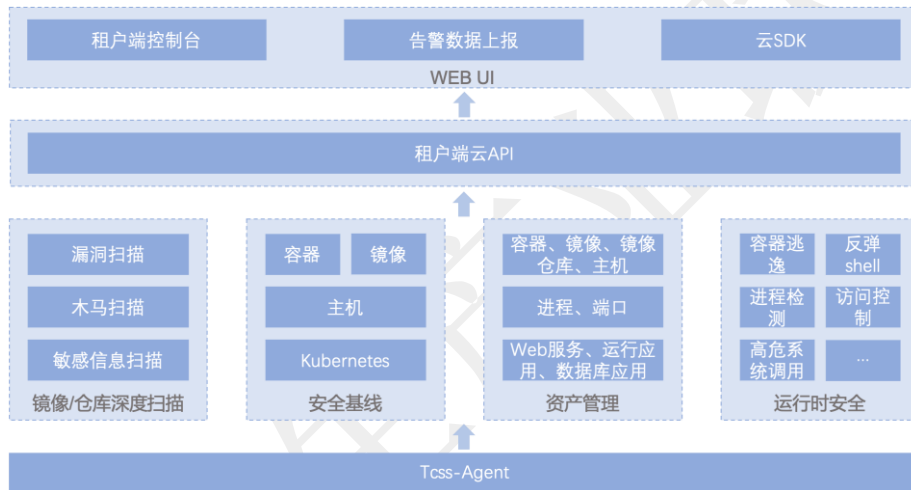 租户端控制台
告警数据上报
云SDK
WEB UI
租户端云API
漏洞扫描
木马扫描
敏感信息扫描
镜像/仓库深度扫描
容器
镜像
主机
Kubernetes
安全基线
容器、镜像、镜像
仓库、主机
进程、端口
Web服务、运行应
用、数据库应用
资产管理
容器逃
逸
反弹
shell
进程检
测
访问控
制
高危系
统调用
...
运行时安全
Tcss-Agent